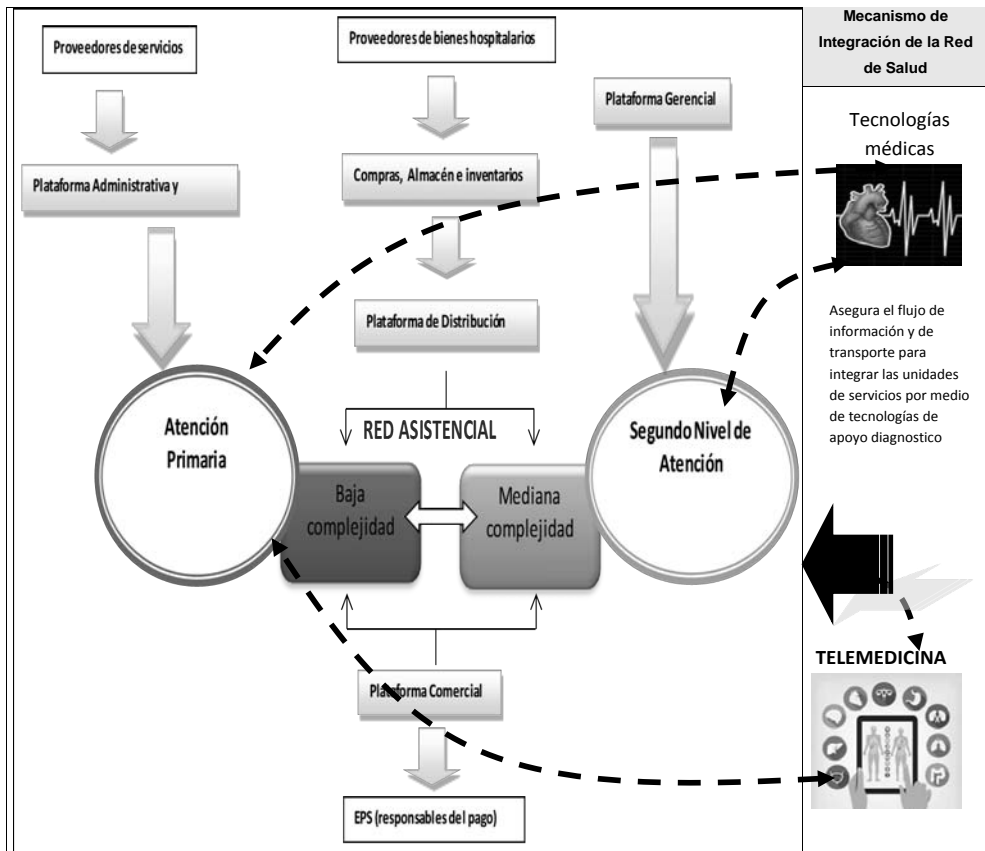 Proveedores de servicios
Proveedores de bienes hospitalarios
Plataforma Gerencial
Plataforma Administrativa y
Compras, Almacén e inventarios
Plataforma de Distribución
Atención
Primaria
RED ASISTENCIAL
Segundo Nivel de
Atención
Baja
complejidad
Mediana
complejidad
Plataforma Comercial
EPS (responsables del pago)
Mecanismo de
Integración de la Red
de Salud
Tecnologías
médicas
Asegura el flujo de
información y de
transporte para
integrar las unidades
de servicios por medio
de tecnologías de
apoyo diagnostico
TELEMEDICINA